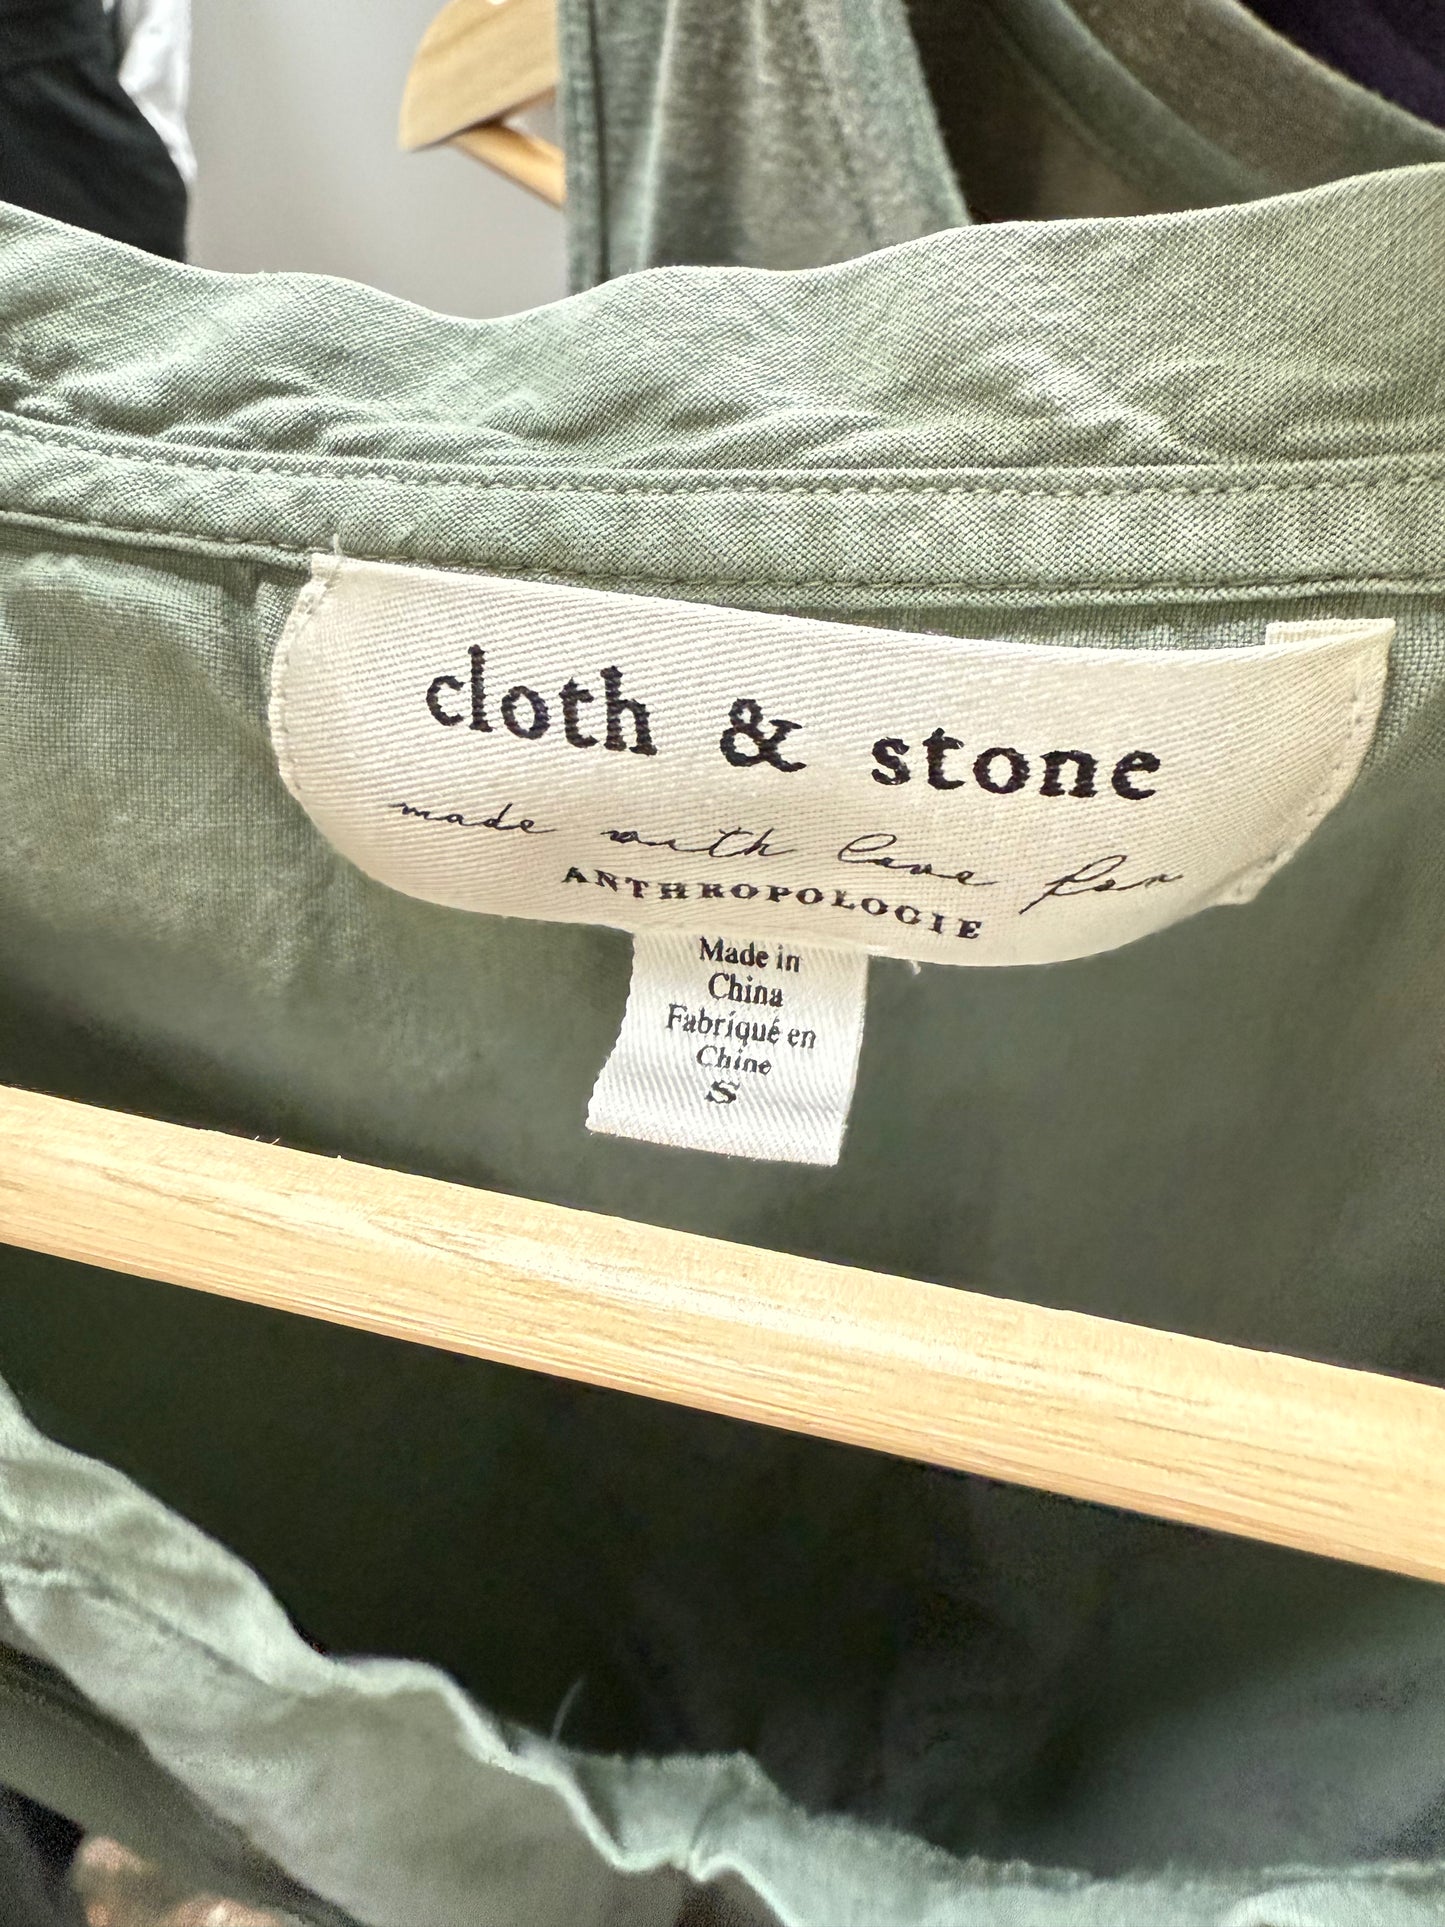 cloth & stone
made with love for
ANTHROPOLOGIE
Made in
China
Fabriqué en
Chine
S